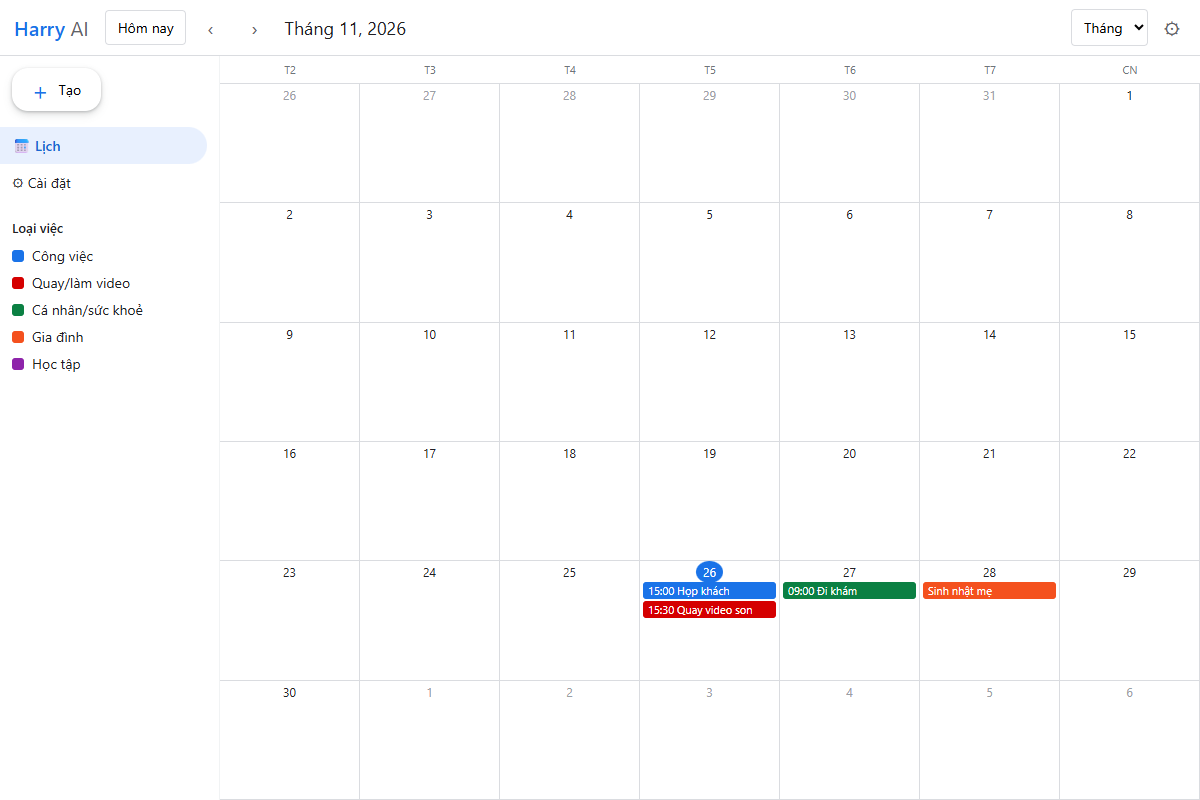 Harry AI Hôm nay ‹ › Tháng 11, 2026 Tháng
+ Tạo
Lịch
Cài đặt
Loại việc
Công việc
Quay/làm video
Cá nhân/sức khoẻ
Gia đình
Học tập
T2 T3 T4 T5 T6 T7 CN
26 27 28 29 30 31 1
2 3 4 5 6 7 8
9 10 11 12 13 14 15
16 17 18 19 20 21 22
23 24 25 26 27 28 29
15:00 Họp khách 09:00 Đi khám Sinh nhật mẹ
15:30 Quay video son
30 1 2 3 4 5 6